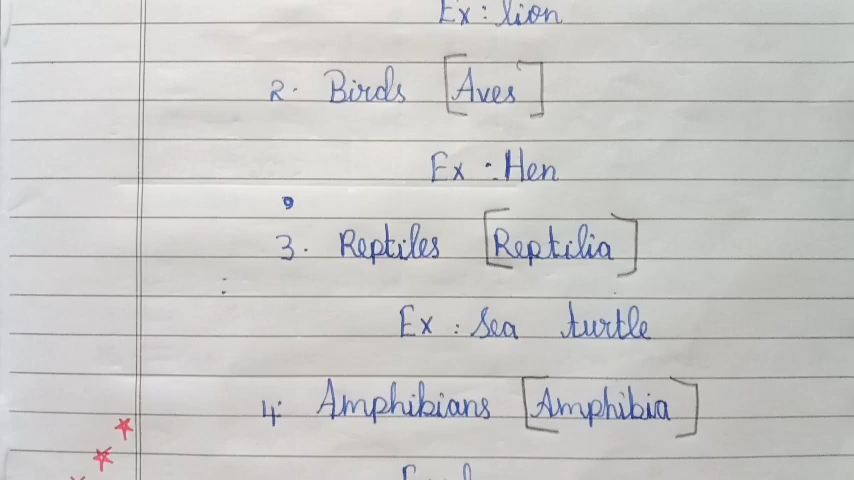 Ex : lion
2. Birds [Aves]
Ex : Hen
3. Reptiles [Reptilia]
Ex : Sea turtle
4. Amphibians [Amphibia]